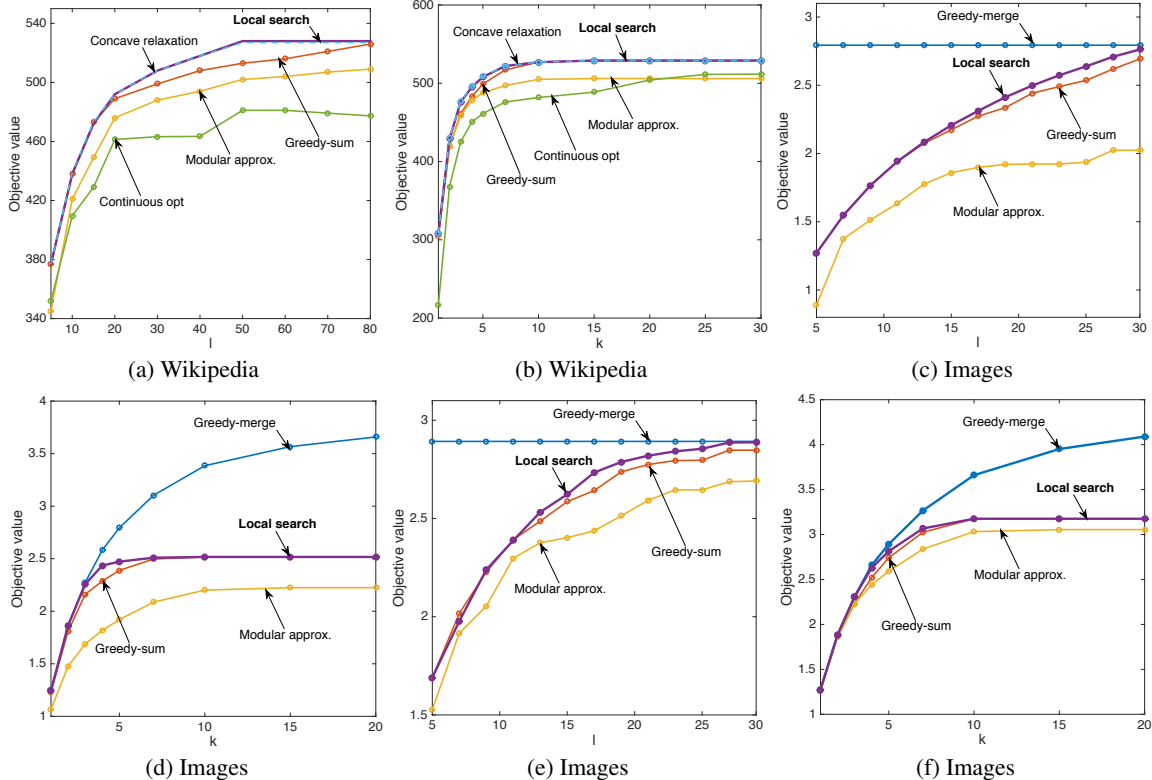 540
500
460
420
380
340
Objective value
Concave relaxation
Local search
Greedy-sum
Modular approx.
Continuous opt
10 20 30 40 50 60 70 80
l
(a) Wikipedia
600
500
400
300
200
Objective value
Concave relaxation
Local search
Modular approx.
Continuous opt
Greedy-sum
5 10 15 20 25 30
k
(b) Wikipedia
3
2.5
2
1.5
1
Objective value
Greedy-merge
Local search
Greedy-sum
Modular approx.
5 10 15 20 25 30
l
(c) Images
4
3.5
3
2.5
2
1.5
1
Objective value
Greedy-merge
Local search
Greedy-sum
Modular approx.
5 10 15 20
k
(d) Images
3
2.5
2
1.5
Objective value
Greedy-merge
Local search
Greedy-sum
Modular approx.
5 10 15 20 25 30
l
(e) Images
4.5
4
3.5
3
2.5
2
1.5
1
Objective value
Greedy-merge
Local search
Modular approx.
Greedy-sum
5 10 15 20
k
(f) Images